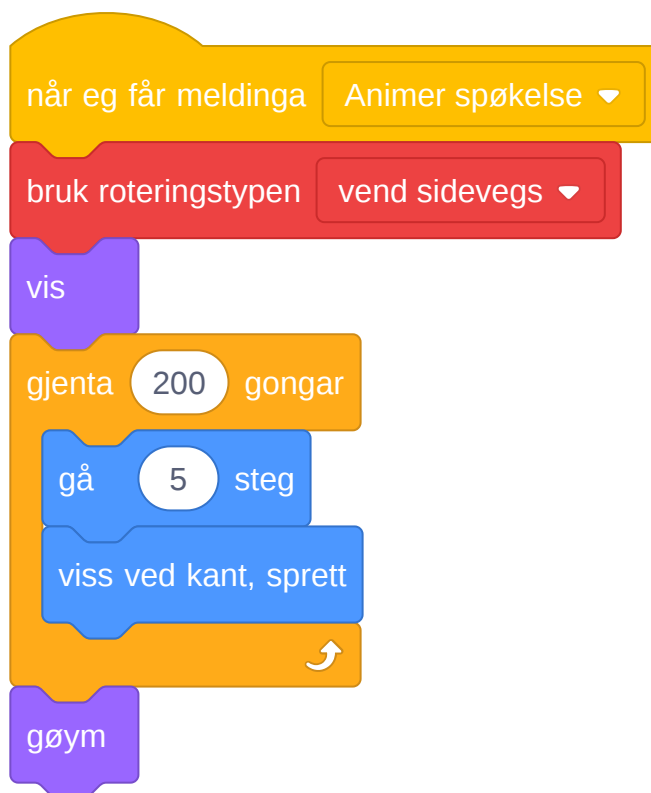 når eg får meldinga Animer spøkelse
bruk roteringstypen vend sidevegs
vis
gjenta 200 gongar
gå 5 steg
viss ved kant, sprett
gøym